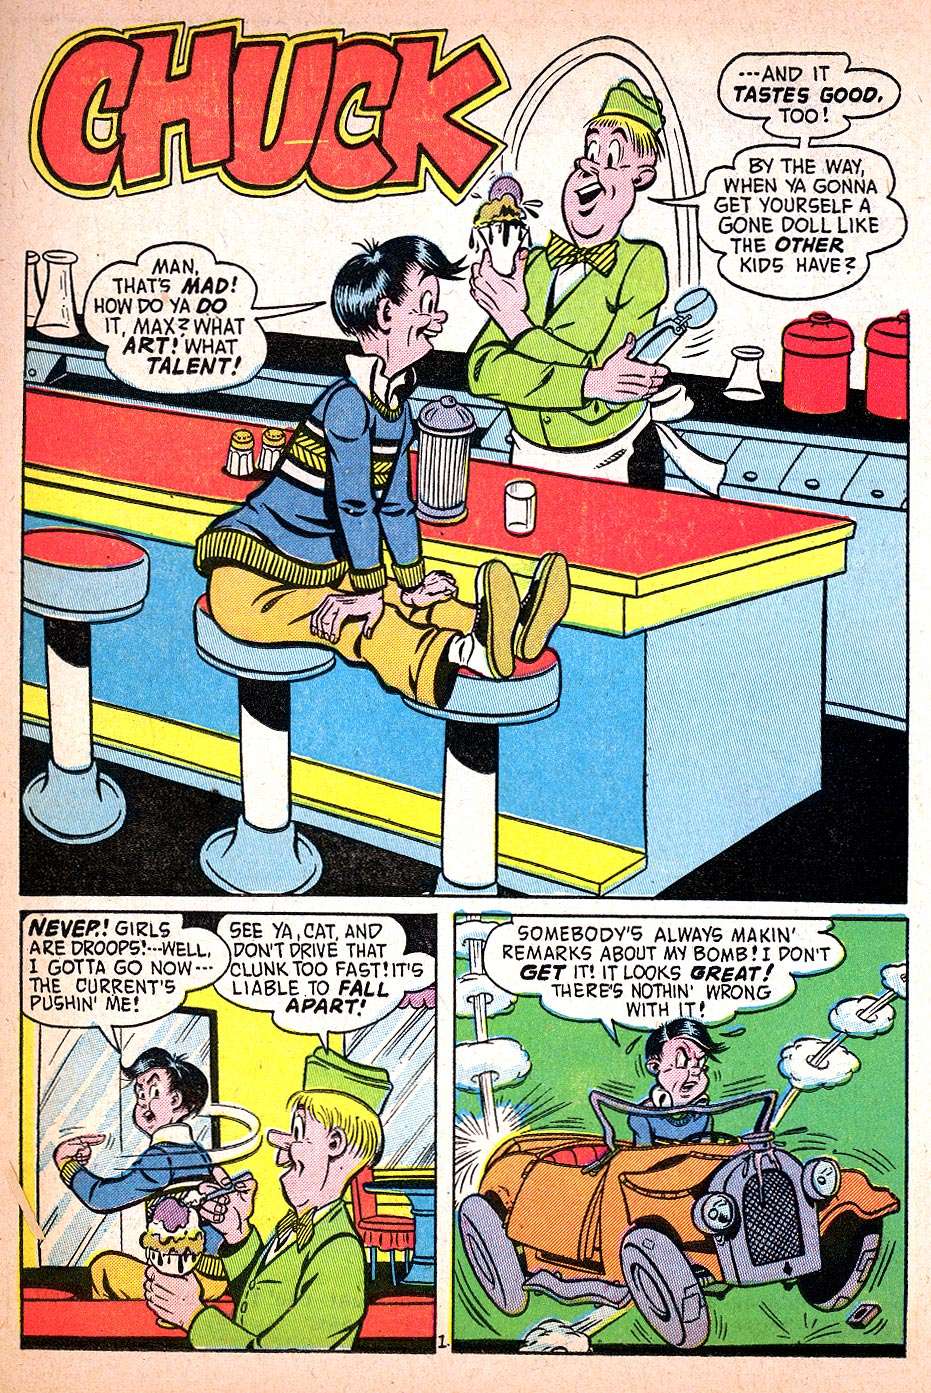 CHUCK
MAN,
THAT'S MAD!
HOW DO YA DO
IT, MAX? WHAT
ART! WHAT
TALENT!
---AND IT
TASTES GOOD,
TOO!
BY THE WAY,
WHEN YA GONNA
GET YOURSELF A
GONE DOLL LIKE
THE OTHER
KIDS HAVE?
NEVER! GIRLS
ARE DROOPS!---WELL,
I GOTTA GO NOW---
THE CURRENT'S
PUSHIN' ME!
SEE YA, CAT, AND
DON'T DRIVE THAT
CLUNK TOO FAST! IT'S
LIABLE TO FALL
APART!
SOMEBODY'S ALWAYS MAKIN'
REMARKS ABOUT MY BOMB! I DON'T
GET IT! IT LOOKS GREAT!
THERE'S NOTHIN' WRONG
WITH IT!
1.